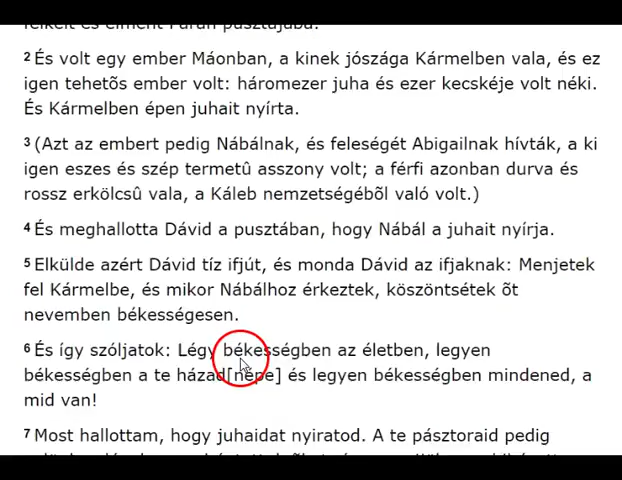 felkelt és elméne Párán pusztájába.
2 És volt egy ember Máonban, a kinek jószága Kármelben vala, és ez
igen tehetõs ember volt: háromezer juha és ezer kecskéje volt néki.
És Kármelben épen juhait nyírta.
3 (Azt az embert pedig Nábálnak, és feleségét Abigailnak hívták, a ki
igen eszes és szép termetû asszony volt; a férfi azonban durva és
rossz erkölcsû vala, a Káleb nemzetségébõl való volt.)
4 És meghallotta Dávid a pusztában, hogy Nábál a juhait nyírja.
5 Elkülde azért Dávid tíz ifjút, és monda Dávid az ifjaknak: Menjetek
fel Kármelbe, és mikor Nábálhoz érkeztek, köszöntsétek õt
nevemben békességesen.
6 És így szóljatok: Légy békességben az életben, legyen
békességben a te házad[népe] és legyen békességben mindened, a
mid van!
7 Most hallottam, hogy juhaidat nyiratod. A te pásztoraid pedig